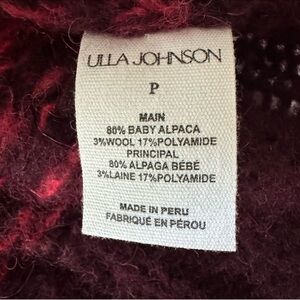 ULLA JOHNSON
P
MAIN
80% BABY ALPACA
3%WOOL 17%POLYAMIDE
PRINCIPAL
80% ALPAGA BÉBÉ
3%LAINE 17%POLYAMIDE
MADE IN PERU
FABRIQUÉ EN PÉROU